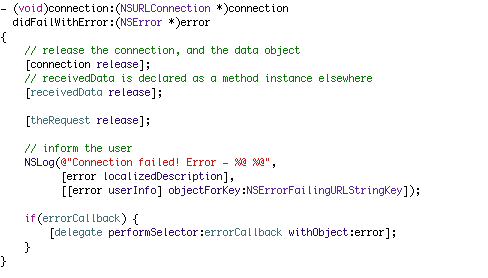 - (void)connection:(NSURLConnection *)connection
didFailWithError:(NSError *)error
{
// release the connection, and the data object
[connection release];
// receivedData is declared as a method instance elsewhere
[receivedData release];
[theRequest release];
// inform the user
NSLog(@"Connection failed! Error - %@ %@",
[error localizedDescription],
[[error userInfo] objectForKey:NSErrorFailingURLStringKey]);
if(errorCallback) {
[delegate performSelector:errorCallback withObject:error];
}
}